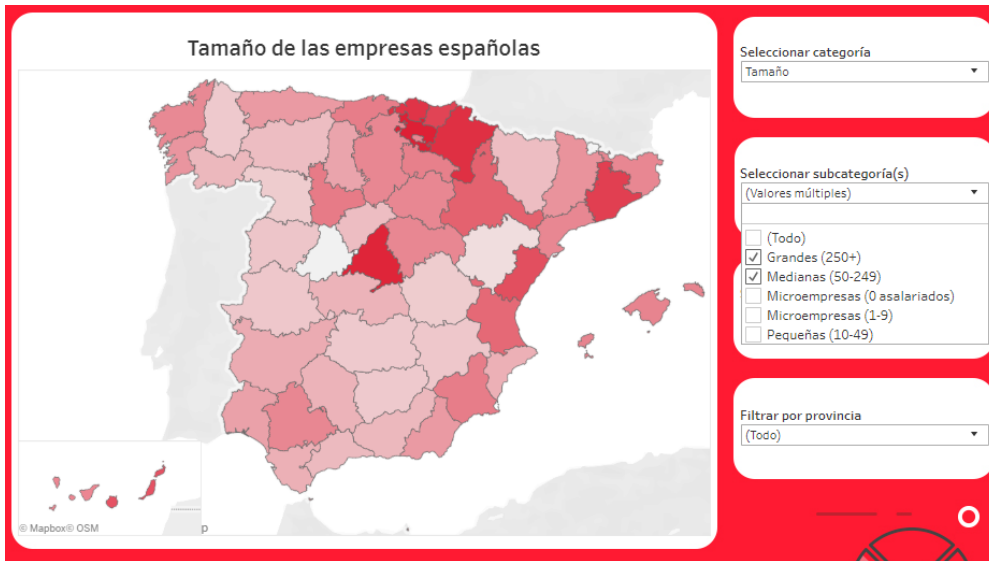 Tamaño de las empresas españolas
© Mapbox© OSM
p
Seleccionar categoría
Tamaño
Seleccionar subcategoría(s)
(Valores múltiples)
(Todo)
Grandes (250+)
Medianas (50-249)
Microempresas (0 asalariados)
Microempresas (1-9)
Pequeñas (10-49)
Filtrar por provincia
(Todo)